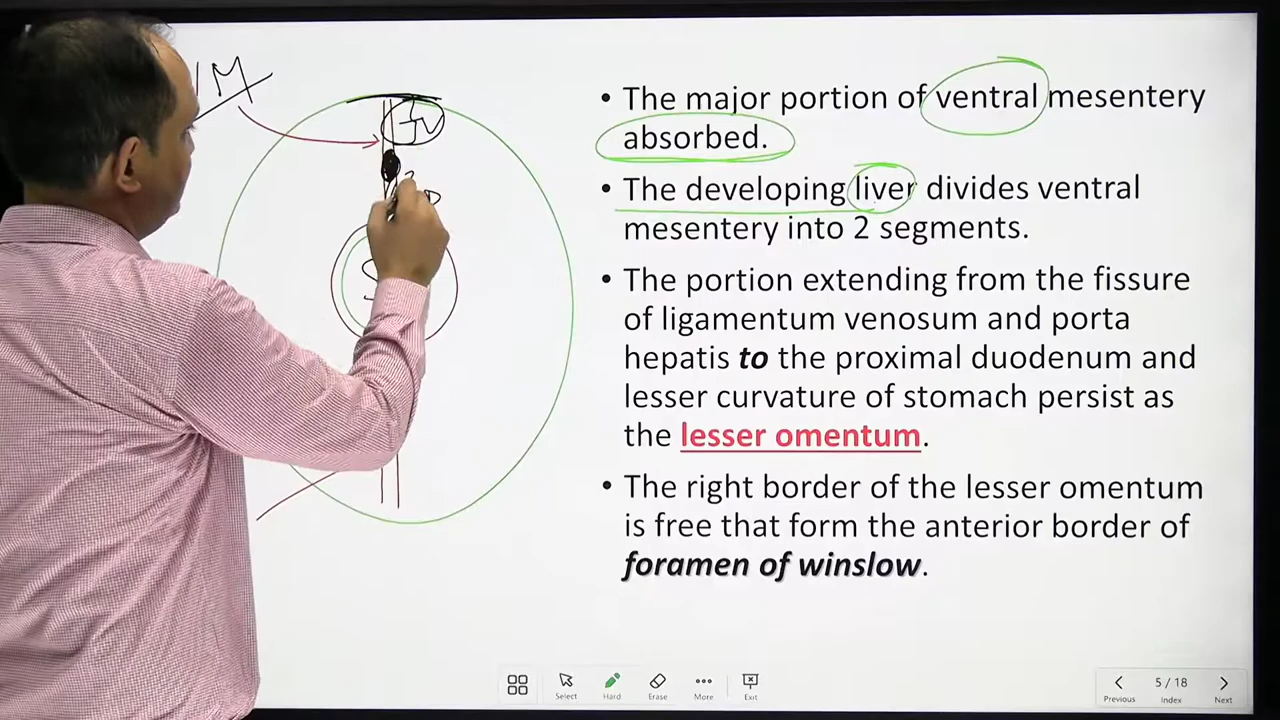 M
• The major portion of ventral mesentery
absorbed.
• The developing liver divides ventral
mesentery into 2 segments.
• The portion extending from the fissure
of ligamentum venosum and porta
hepatis to the proximal duodenum and
lesser curvature of stomach persist as
the lesser omentum.
• The right border of the lesser omentum
is free that form the anterior border of
foramen of winslow.
Select
Hard
Erase
More
Exit
Previous
5 / 18
Index
Next